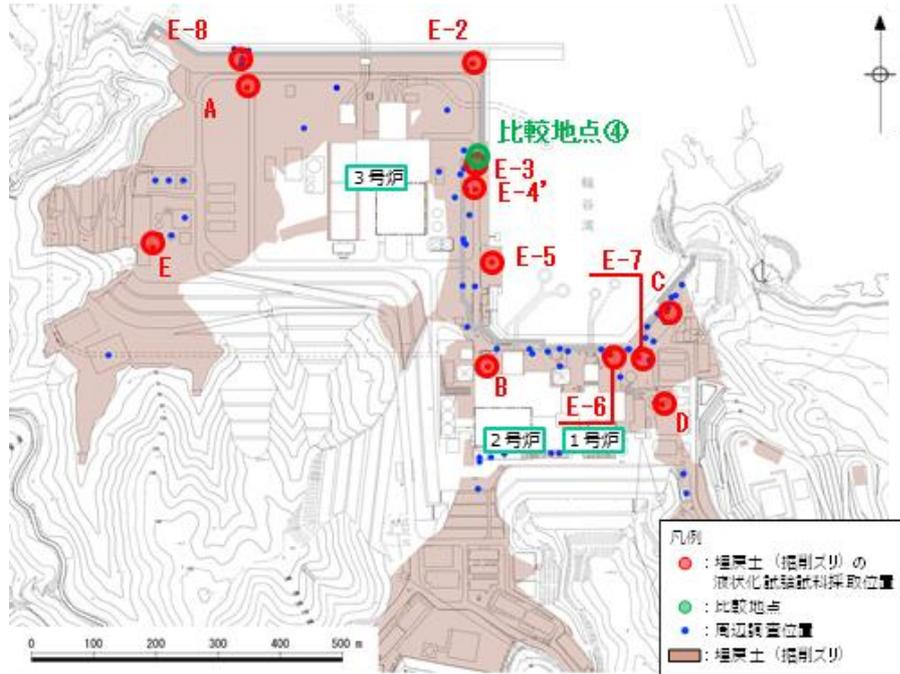 E-8
E-2
A
比較地点④
E-3
3号炉
E-4'
輪谷湾
E-5
E
E-7
C
B
E-6
D
2号炉
1号炉
凡例
：埋戻土（掘削ズリ）の
液状化試験試料採取位置
：比較地点
：周辺調査位置
：埋戻土（掘削ズリ）
0 100 200 300 400 500 m